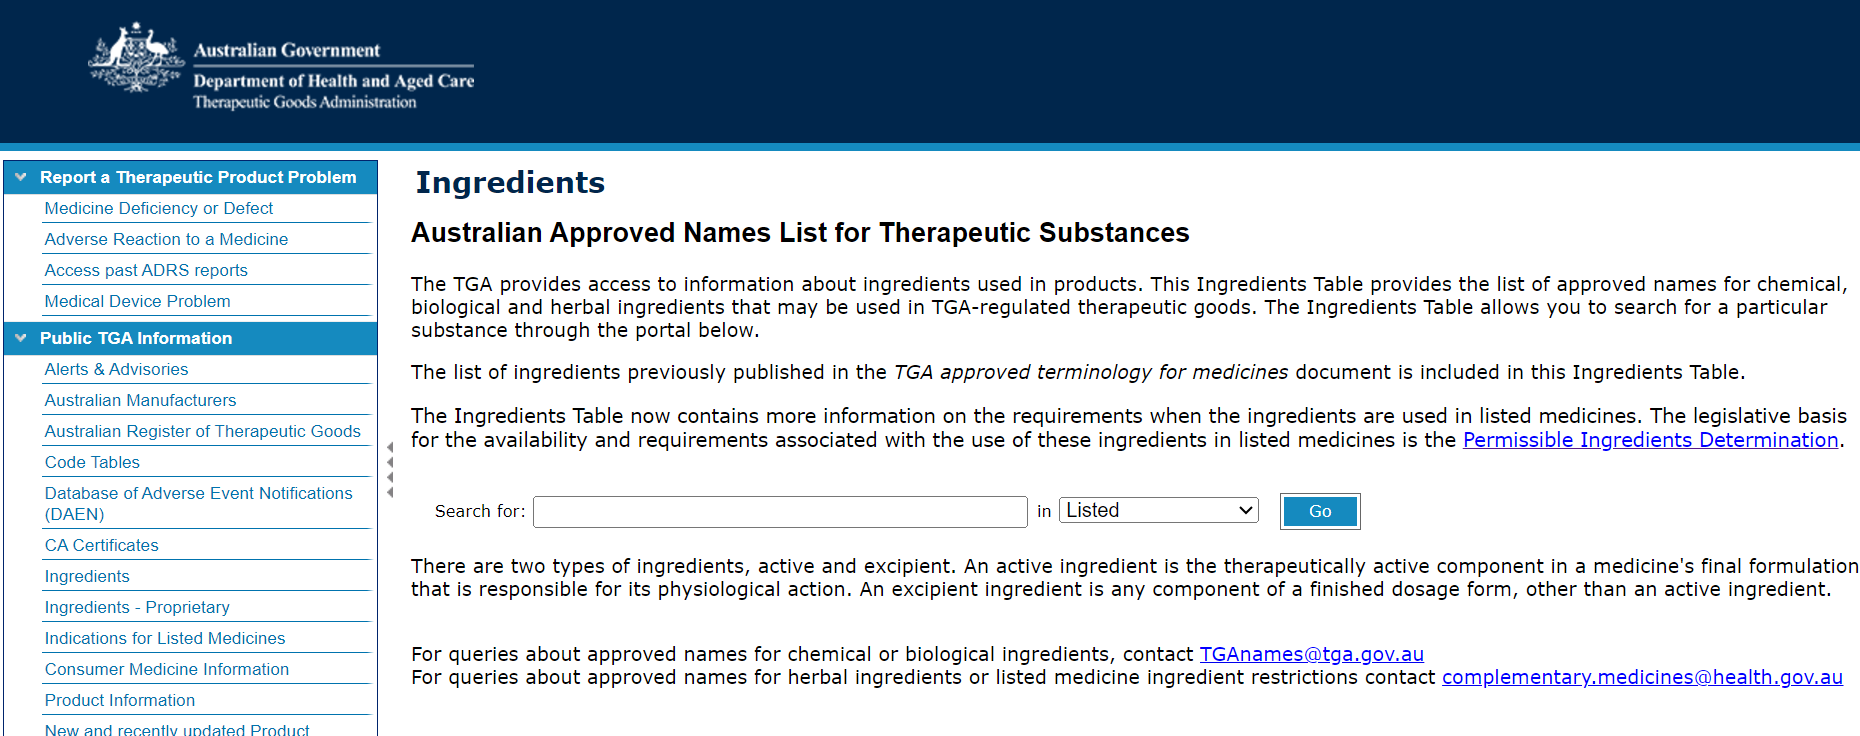 Australian Government
Department of Health and Aged Care
Therapeutic Goods Administration
Report a Therapeutic Product Problem
Medicine Deficiency or Defect
Adverse Reaction to a Medicine
Access past ADRS reports
Medical Device Problem
Public TGA Information
Alerts & Advisories
Australian Manufacturers
Australian Register of Therapeutic Goods
Code Tables
Database of Adverse Event Notifications
(DAEN)
CA Certificates
Ingredients
Ingredients - Proprietary
Indications for Listed Medicines
Consumer Medicine Information
Product Information
New and recently updated Product
Ingredients
Australian Approved Names List for Therapeutic Substances
The TGA provides access to information about ingredients used in products. This Ingredients Table provides the list of approved names for chemical,
biological and herbal ingredients that may be used in TGA-regulated therapeutic goods. The Ingredients Table allows you to search for a particular
substance through the portal below.
The list of ingredients previously published in the TGA approved terminology for medicines document is included in this Ingredients Table.
The Ingredients Table now contains more information on the requirements when the ingredients are used in listed medicines. The legislative basis
for the availability and requirements associated with the use of these ingredients in listed medicines is the Permissible Ingredients Determination.
Search for: in Listed Go
There are two types of ingredients, active and excipient. An active ingredient is the therapeutically active component in a medicine's final formulation
that is responsible for its physiological action. An excipient ingredient is any component of a finished dosage form, other than an active ingredient.
For queries about approved names for chemical or biological ingredients, contact TGAnames@tga.gov.au
For queries about approved names for herbal ingredients or listed medicine ingredient restrictions contact complementary.medicines@health.gov.au